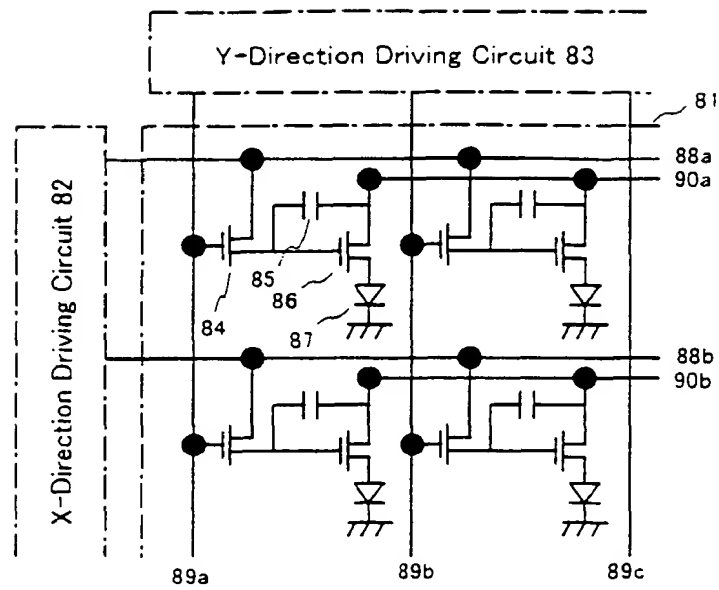 Y-Direction Driving Circuit 83
81
X-Direction Driving Circuit 82
88a
90a
85
86
84
87
88b
90b
89a
89b
89c